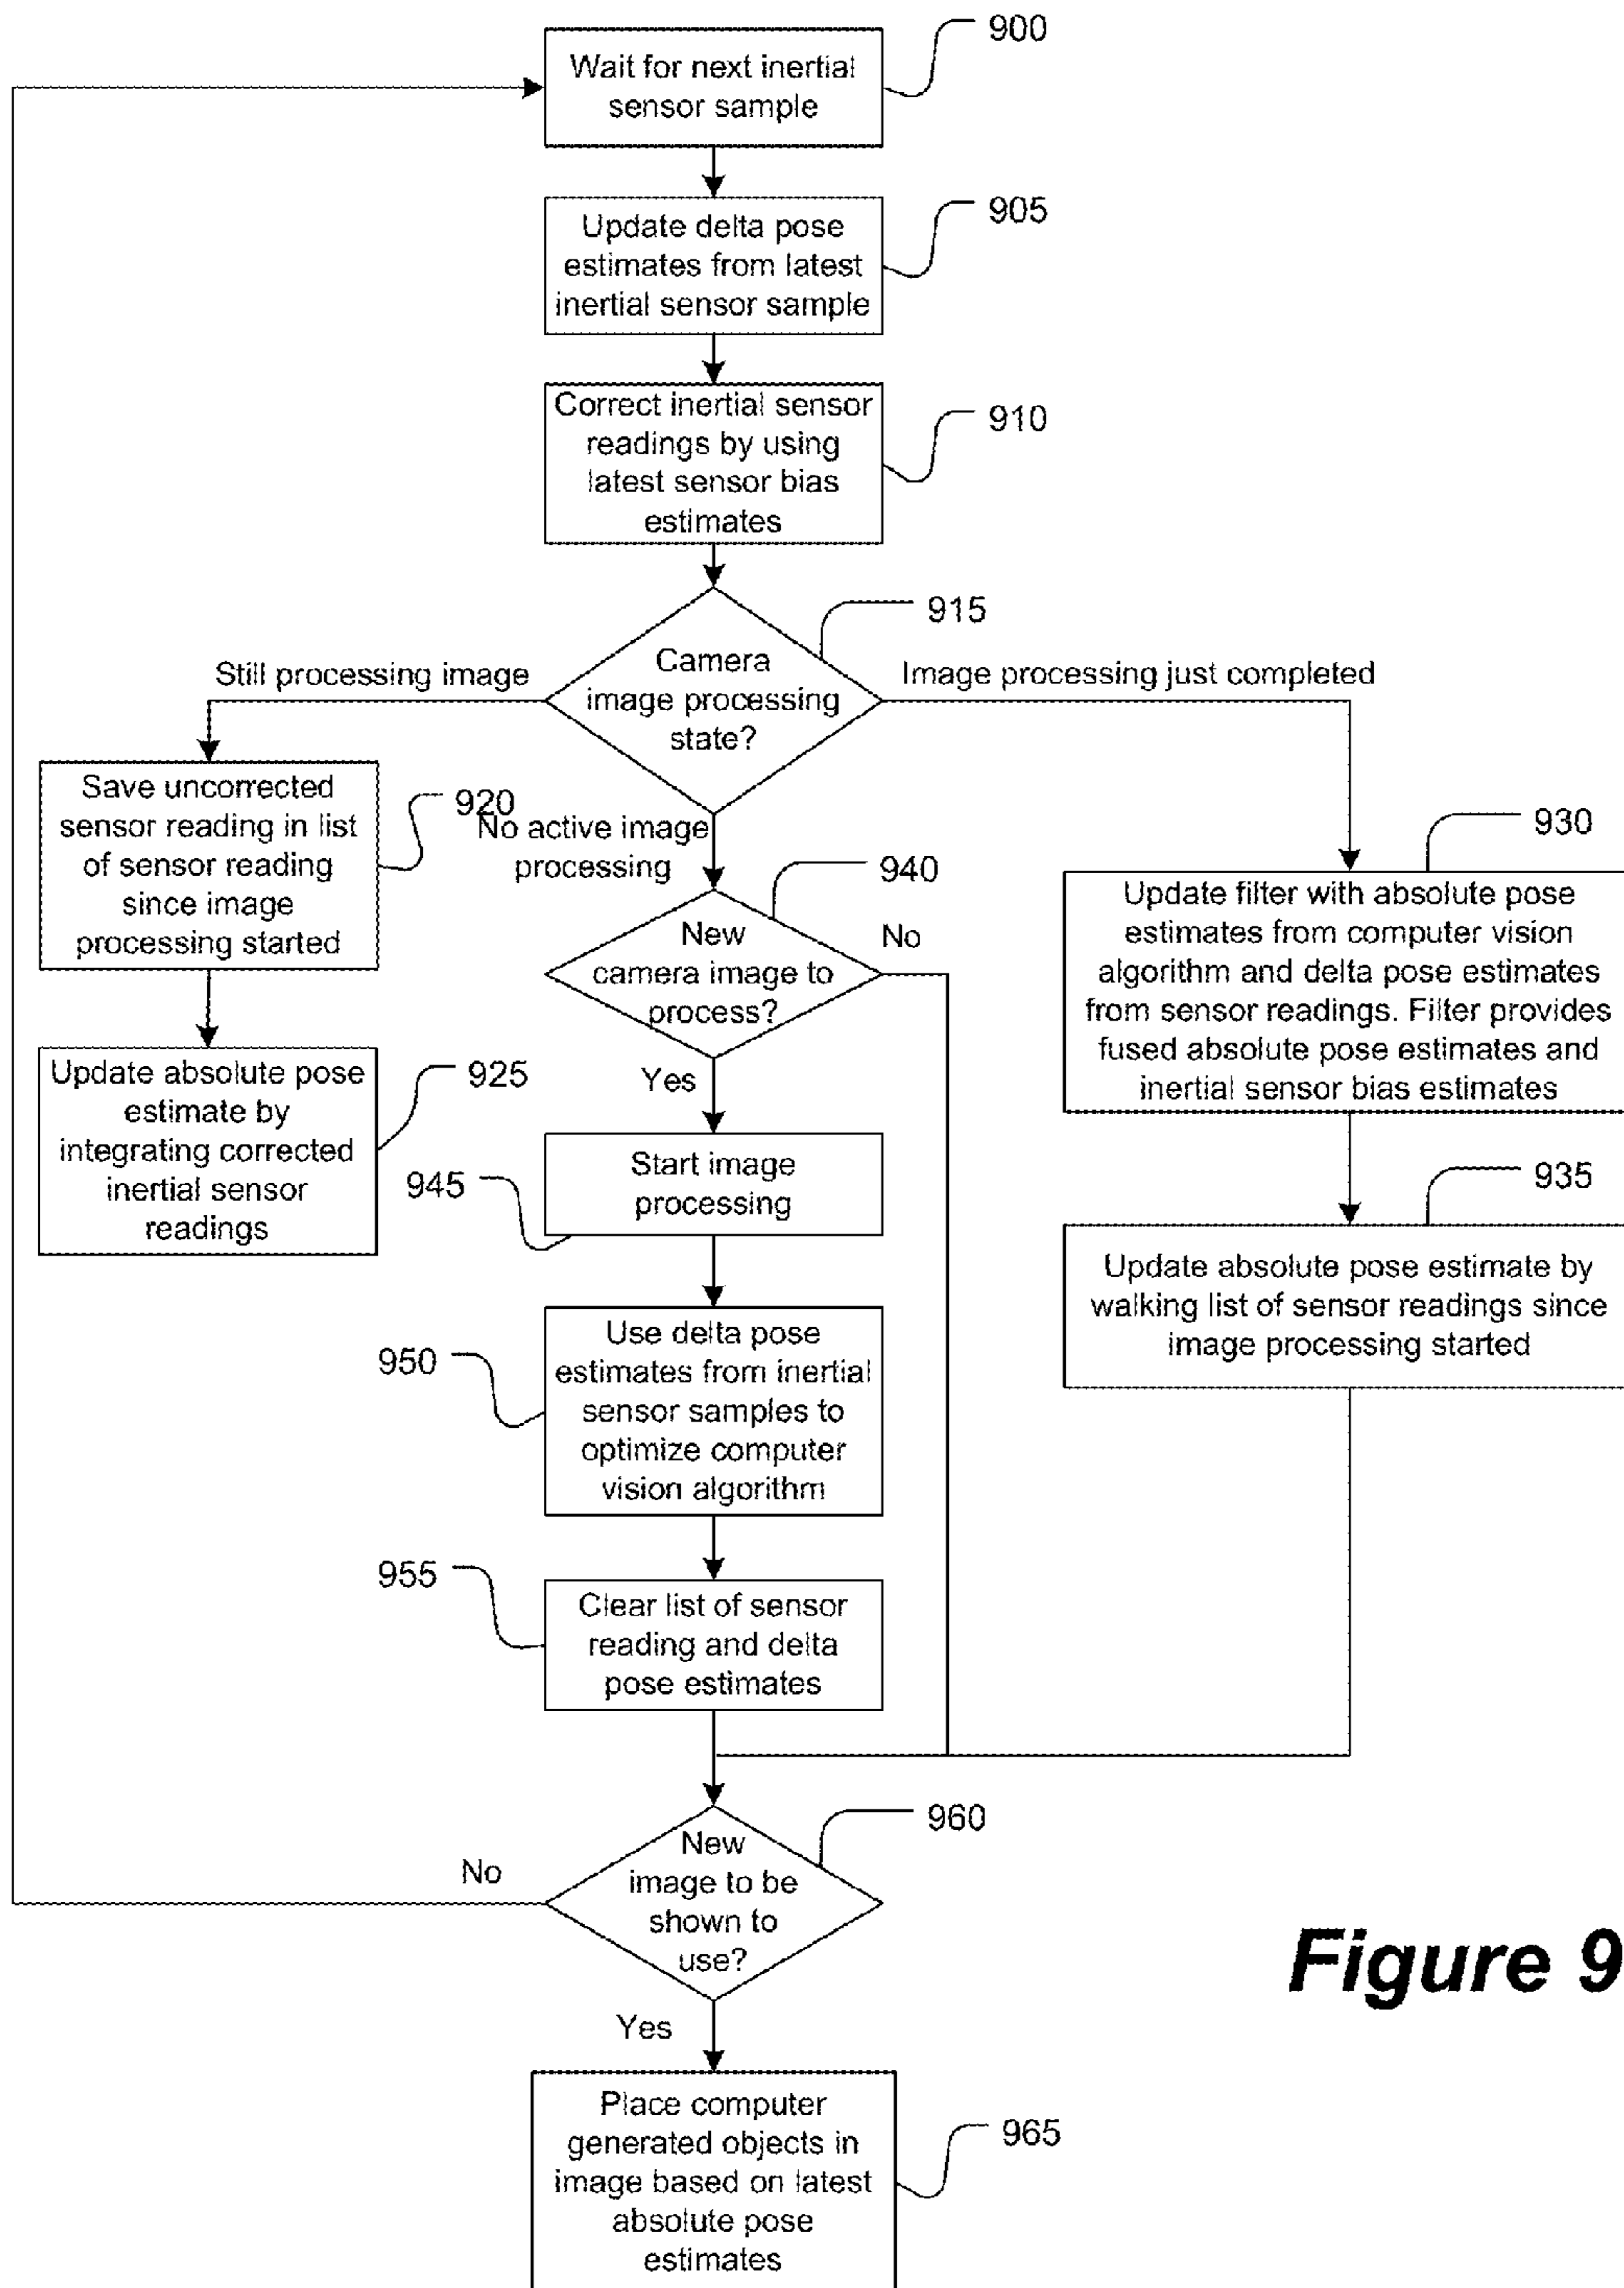 900
Wait for next inertial
sensor sample
905
Update delta pose
estimates from latest
inertial sensor sample
910
Correct inertial sensor
readings by using
latest sensor bias
estimates
915
Camera
image processing
state?
Still processing image
Image processing just completed
No active image
processing
920
Save uncorrected
sensor reading in list
of sensor reading
since image
processing started
925
Update absolute pose
estimate by
integrating corrected
inertial sensor
readings
930
Update filter with absolute pose
estimates from computer vision
algorithm and delta pose estimates
from sensor readings. Filter provides
fused absolute pose estimates and
inertial sensor bias estimates
935
Update absolute pose estimate by
walking list of sensor readings since
image processing started
940
New
camera image to
process?
No
Yes
945
Start image
processing
950
Use delta pose
estimates from inertial
sensor samples to
optimize computer
vision algorithm
955
Clear list of sensor
reading and delta
pose estimates
960
New
image to be
shown to
use?
No
Yes
965
Place computer
generated objects in
image based on latest
absolute pose
estimates
Figure 9